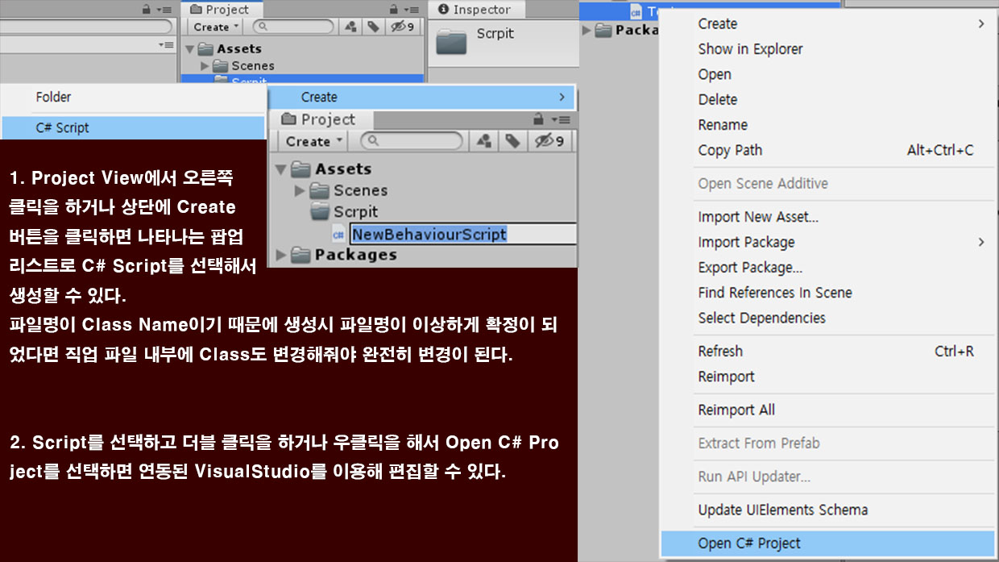 Project
Create
9
Assets
Scenes
Scrpit
Inspector
Scrpit
Folder
C# Script
Create
Project
Create
9
Assets
Scenes
Scrpit
NewBehaviourScript
Packages
1. Project View에서 오른쪽
클릭을 하거나 상단에 Create
버튼을 클릭하면 나타나는 팝업
리스트로 C# Script를 선택해서
생성할 수 있다.
파일명이 Class Name이기 때문에 생성시 파일명이 이상하게 확정이 되
었다면 직업 파일 내부에 Class도 변경해줘야 완전히 변경이 된다.
2. Script를 선택하고 더블 클릭을 하거나 우클릭을 해서 Open C# Pro
ject를 선택하면 연동된 VisualStudio를 이용해 편집할 수 있다.
C#
Packa
Create
Show in Explorer
Open
Delete
Rename
Copy Path Alt+Ctrl+C
Open Scene Additive
Import New Asset...
Import Package
Export Package...
Find References In Scene
Select Dependencies
Refresh Ctrl+R
Reimport
Reimport All
Extract From Prefab
Run API Updater...
Update UIElements Schema
Open C# Project